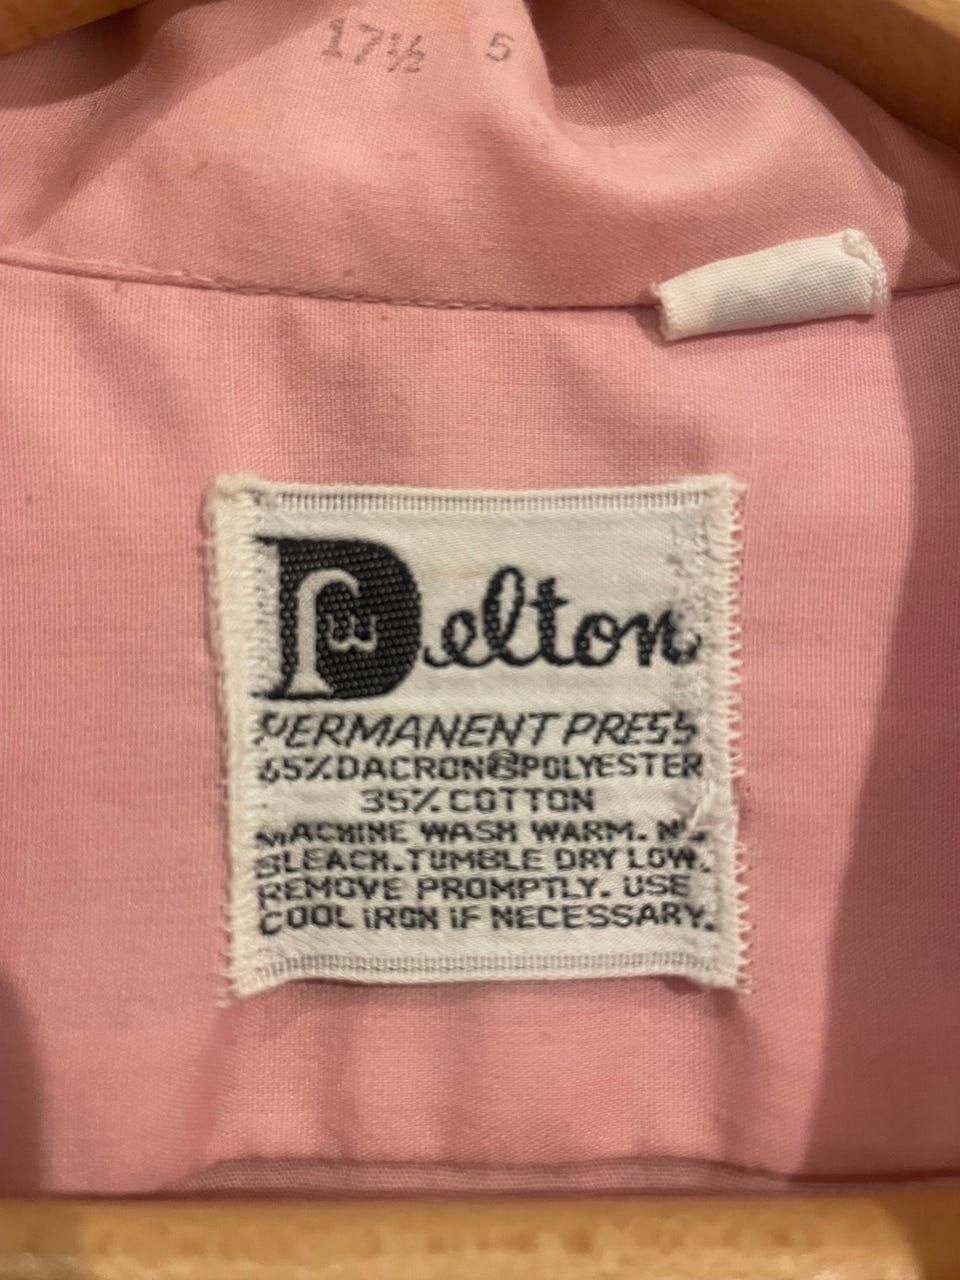 17½ 5
Delton
PERMANENT PRESS
65% DACRON® POLYESTER
35% COTTON
MACHINE WASH WARM. NO
BLEACH. TUMBLE DRY LOW.
REMOVE PROMPTLY. USE
COOL IRON IF NECESSARY.